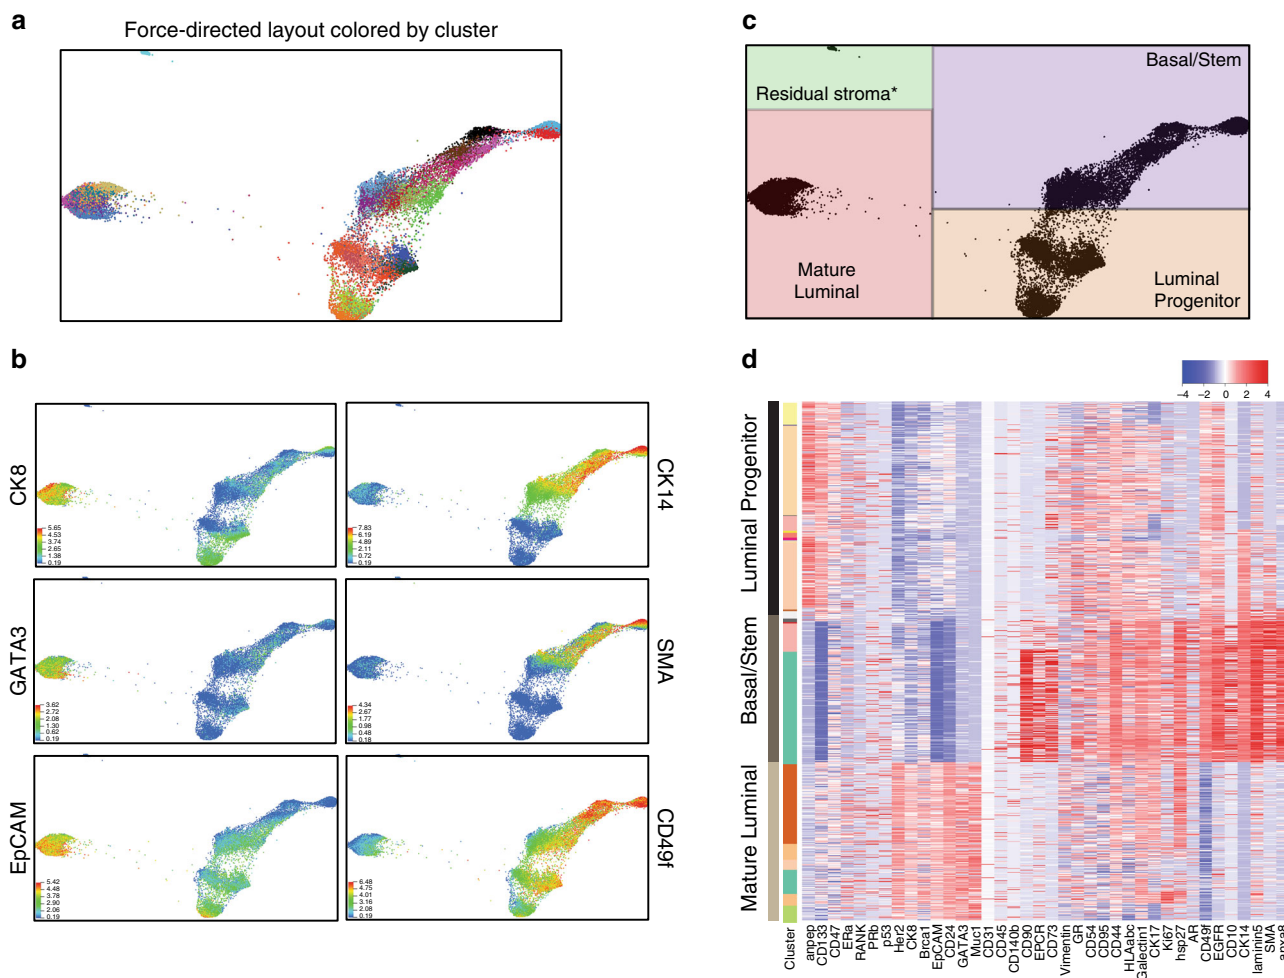 a
Force-directed layout colored by cluster
c
Basal/Stem
Residual stroma*
Mature
Luminal
Luminal
Progenitor
b
CK8
5.65
4.53
3.74
2.65
1.38
0.19
CK14
7.83
6.19
4.89
2.11
0.72
0.19
GATA3
3.62
2.72
2.08
1.30
0.62
0.19
SMA
4.34
2.67
1.77
0.98
0.48
0.18
EpCAM
5.42
4.48
3.78
2.90
2.06
0.19
CD49f
6.48
4.75
4.01
3.16
2.08
0.19
d
−4 −2 0 2 4
Luminal Progenitor
Basal/Stem
Mature Luminal
Cluster
anpep
CD133
CD47
ERa
RANK
PRb
p53
Her2
CK8
Brca1
EpCAM
CD24
GATA3
Muc1
CD31
CD45
CD140b
CD90
EPCR
CD73
Vimentin
GR
CD54
CD95
CD44
HLAabc
Galectin1
CK17
Ki67
hsp27
AR
CD49f
EGFR
CD10
CK14
laminin5
SMA
anxa8